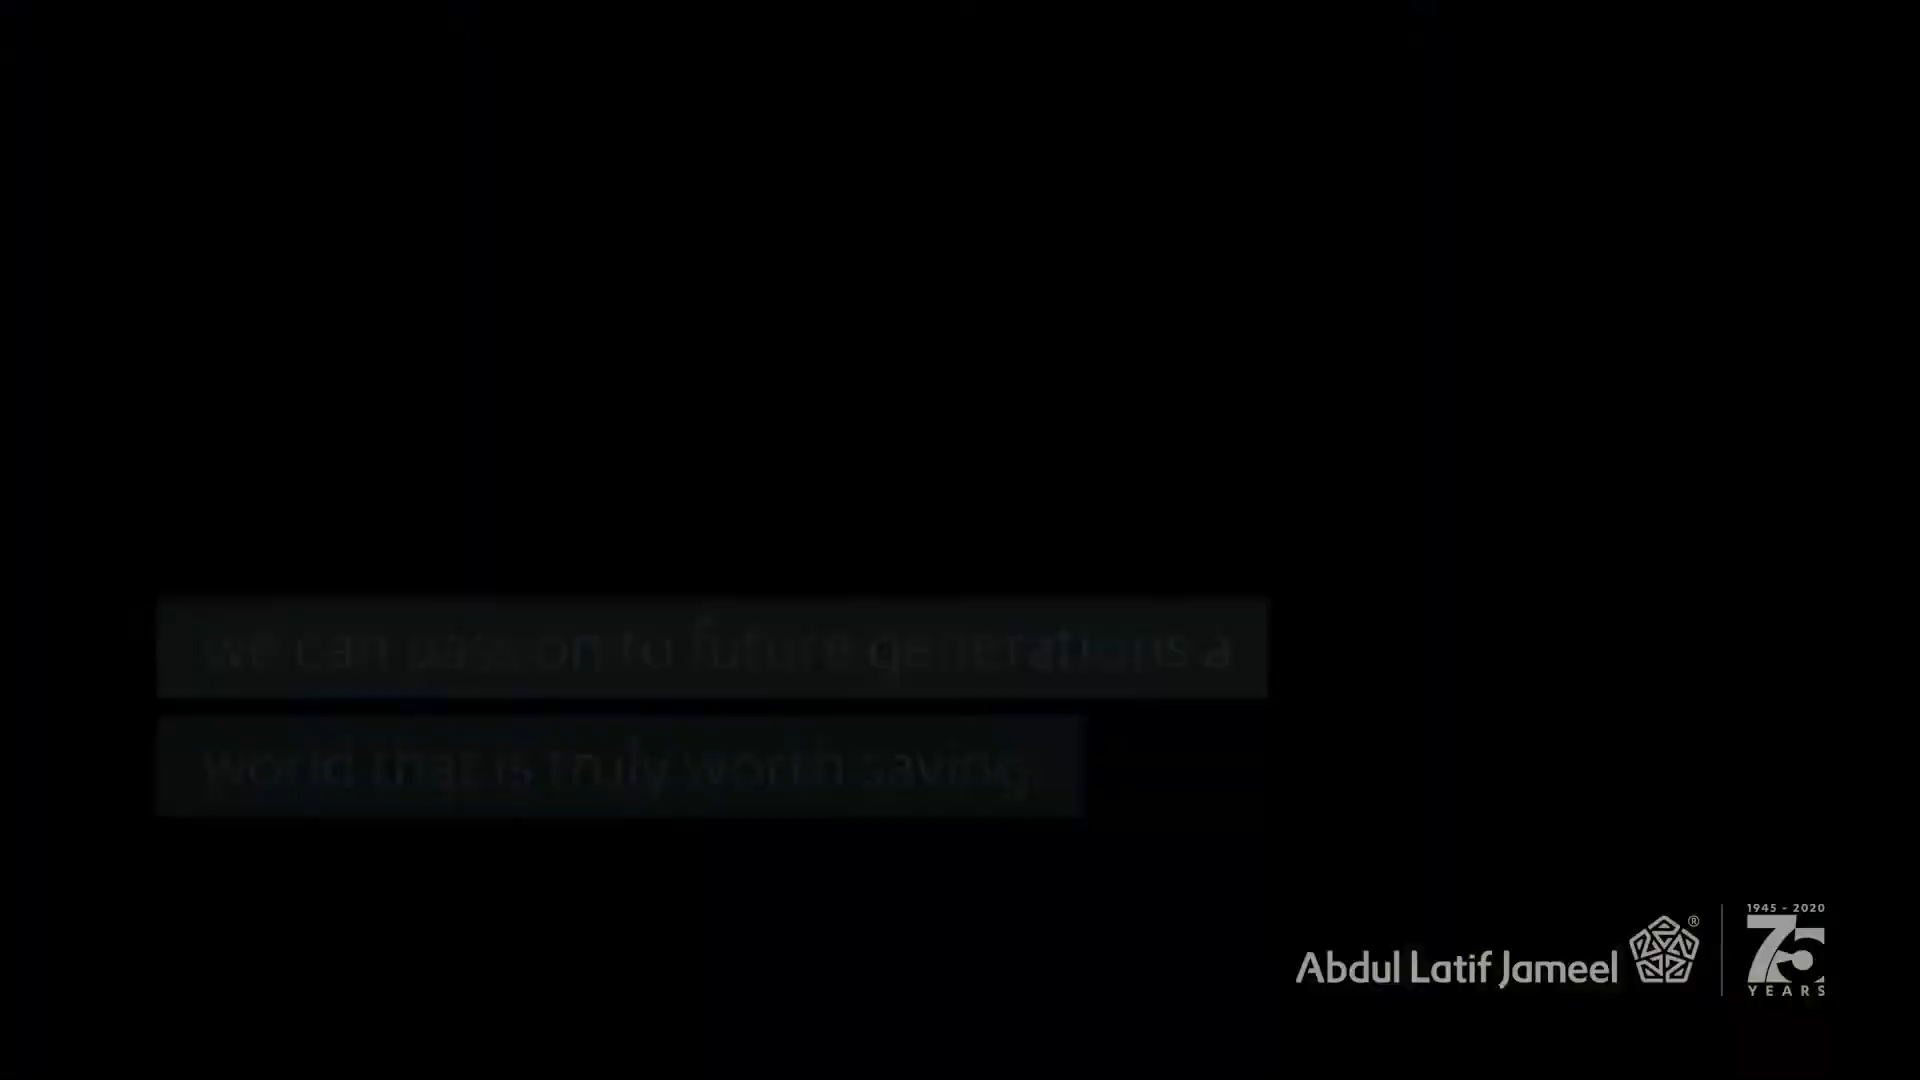 we can pass on to future generations a
world that is truly worth saving.
Abdul Latif Jameel ®
1945 - 2020
75
YEARS